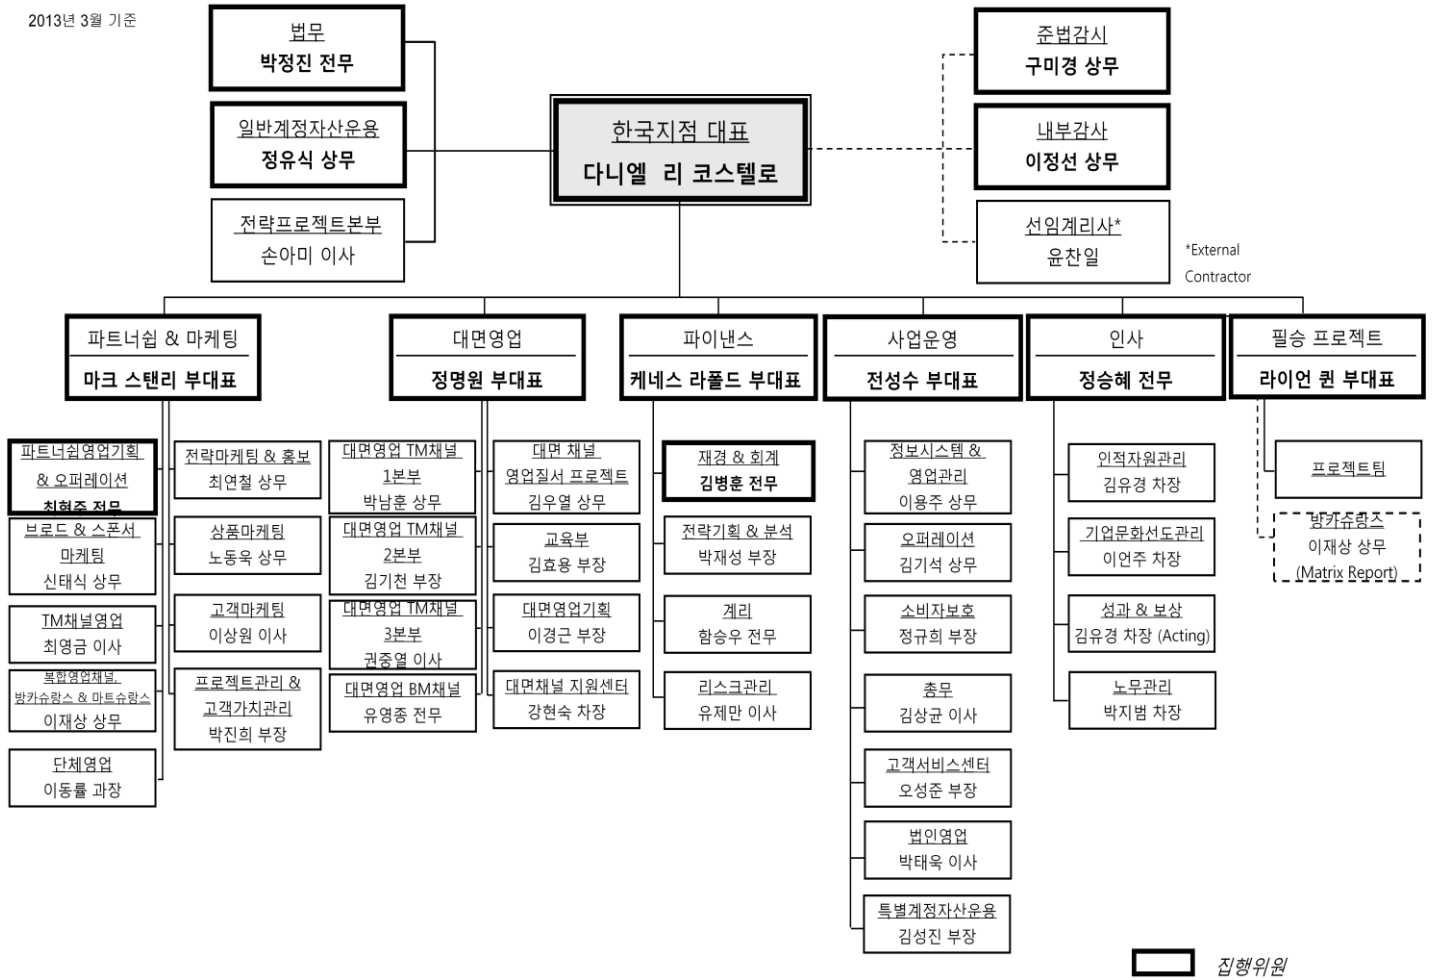 2013년 3월 기준
법무
박정진 전무
일반계정자산운용
정유식 상무
전략프로젝트본부
손아미 이사
한국지점 대표
다니엘 리 코스텔로
준법감시
구미경 상무
내부감사
이정선 상무
선임계리사*
윤찬일
*External
Contractor
파트너쉽 & 마케팅
마크 스탠리 부대표
대면영업
정명원 부대표
파이낸스
케네스 라폴드 부대표
사업운영
전성수 부대표
인사
정승혜 전무
필승 프로젝트
라이언 퀸 부대표
파트너쉽영업기획
& 오퍼레이션
최현주 전무
브로드 & 스폰서
마케팅
신태식 상무
TM채널영업
최영금 이사
복합영업채널,
방카슈랑스 & 마트슈랑스
이재상 상무
단체영업
이동률 과장
전략마케팅 & 홍보
최연철 상무
상품마케팅
노동욱 상무
고객마케팅
이상원 이사
프로젝트관리 &
고객가치관리
박진희 부장
대면영업 TM채널
1본부
박남훈 상무
대면영업 TM채널
2본부
김기천 부장
대면영업 TM채널
3본부
권중열 이사
대면영업 BM채널
유영종 전무
대면 채널
영업질서 프로젝트
김우열 상무
교육부
김효용 부장
대면영업기획
이경근 부장
대면채널 지원센터
강현숙 차장
재경 & 회계
김병훈 전무
전략기획 & 분석
박재성 부장
계리
함승우 전무
리스크관리
유제만 이사
정보시스템 &
영업관리
이용주 상무
오퍼레이션
김기석 상무
소비자보호
정규희 부장
총무
김상균 이사
고객서비스센터
오성준 부장
법인영업
박태욱 이사
특별계정자산운용
김성진 부장
인적자원관리
김유경 차장
기업문화선도관리
이언주 차장
성과 & 보상
김유경 차장 (Acting)
노무관리
박지범 차장
프로젝트팀
방카슈랑스
이재상 상무
(Matrix Report)
집행위원